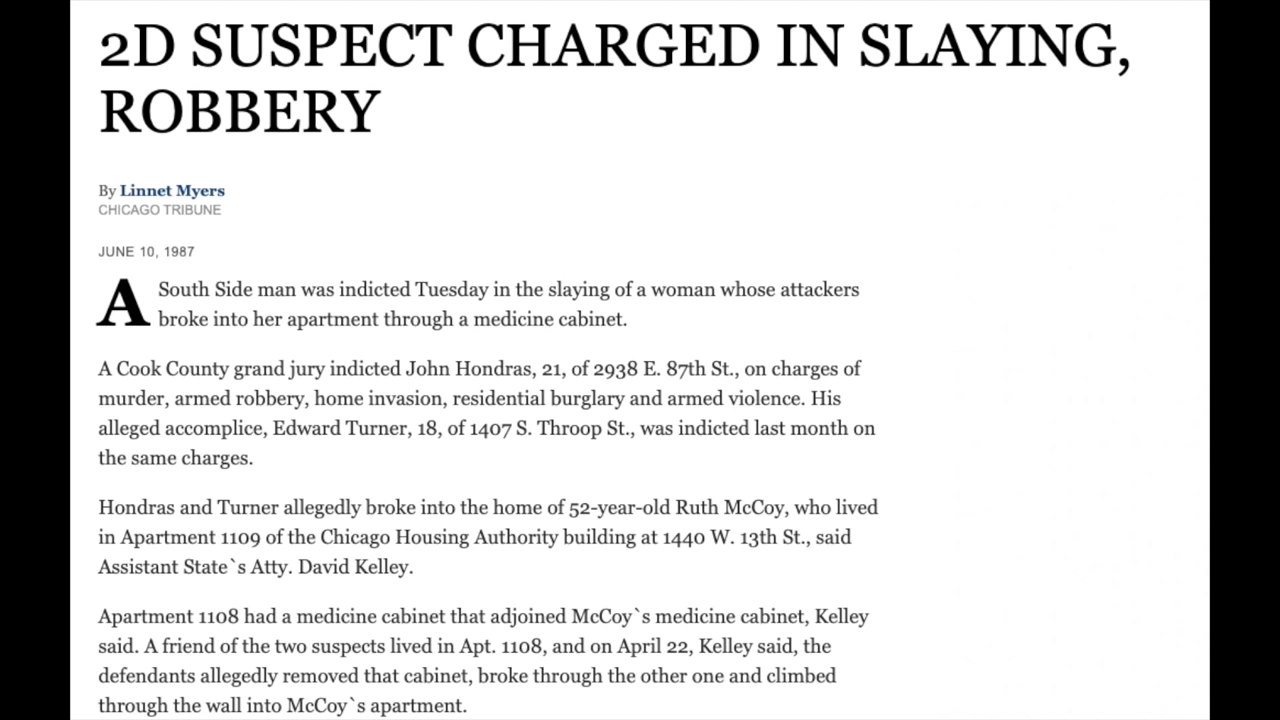 2D SUSPECT CHARGED IN SLAYING,
ROBBERY
By Linnet Myers
CHICAGO TRIBUNE
JUNE 10, 1987
A South Side man was indicted Tuesday in the slaying of a woman whose attackers
broke into her apartment through a medicine cabinet.
A Cook County grand jury indicted John Hondras, 21, of 2938 E. 87th St., on charges of
murder, armed robbery, home invasion, residential burglary and armed violence. His
alleged accomplice, Edward Turner, 18, of 1407 S. Throop St., was indicted last month on
the same charges.
Hondras and Turner allegedly broke into the home of 52-year-old Ruth McCoy, who lived
in Apartment 1109 of the Chicago Housing Authority building at 1440 W. 13th St., said
Assistant State`s Atty. David Kelley.
Apartment 1108 had a medicine cabinet that adjoined McCoy`s medicine cabinet, Kelley
said. A friend of the two suspects lived in Apt. 1108, and on April 22, Kelley said, the
defendants allegedly removed that cabinet, broke through the other one and climbed
through the wall into McCoy`s apartment.